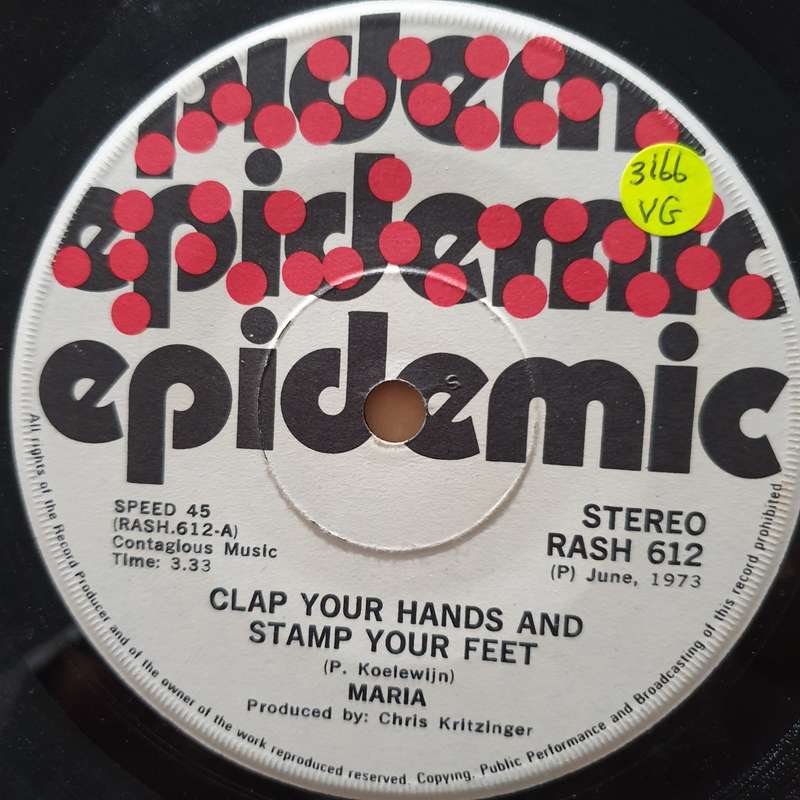 epidemic
epidemic
epidemic
3166
VG
SPEED 45
(RASH.612-A)
Contagious Music
Time: 3.33
STEREO
RASH 612
(P) June, 1973
CLAP YOUR HANDS AND
STAMP YOUR FEET
(P. Koelewijn)
MARIA
Produced by: Chris Kritzinger
All rights of the Record Producer and of the owner of the work reproduced reserved. Copying, Public Performance and Broadcasting of this record prohibited.
S